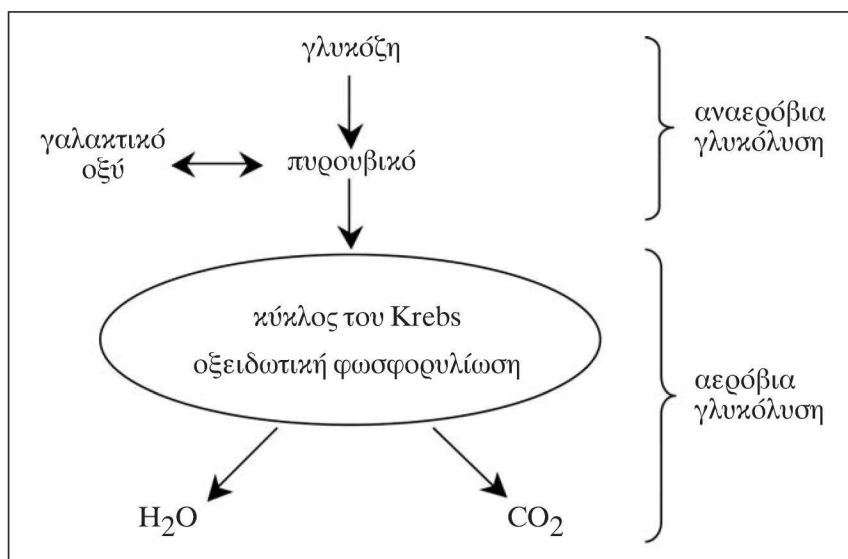 γλυκόζη
αναερόβια
γλυκόλυση
γαλακτικό
οξύ
πυρουβικό
κύκλος του Krebs
οξειδωτική φωσφορυλίωση
αερόβια
γλυκόλυση
H₂O
CO₂